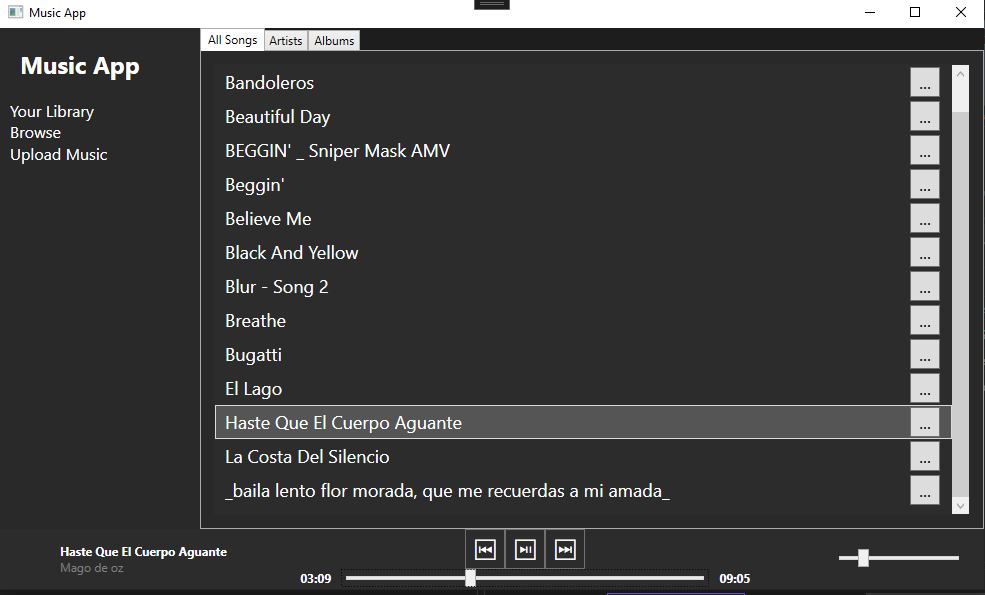 Music App
Music App
Your Library
Browse
Upload Music
All Songs Artists Albums
Bandoleros ...
Beautiful Day ...
BEGGIN' _ Sniper Mask AMV ...
Beggin' ...
Believe Me ...
Black And Yellow ...
Blur - Song 2 ...
Breathe ...
Bugatti ...
El Lago ...
Haste Que El Cuerpo Aguante ...
La Costa Del Silencio ...
_baila lento flor morada, que me recuerdas a mi amada_ ...
Haste Que El Cuerpo Aguante
Mago de oz
03:09 09:05